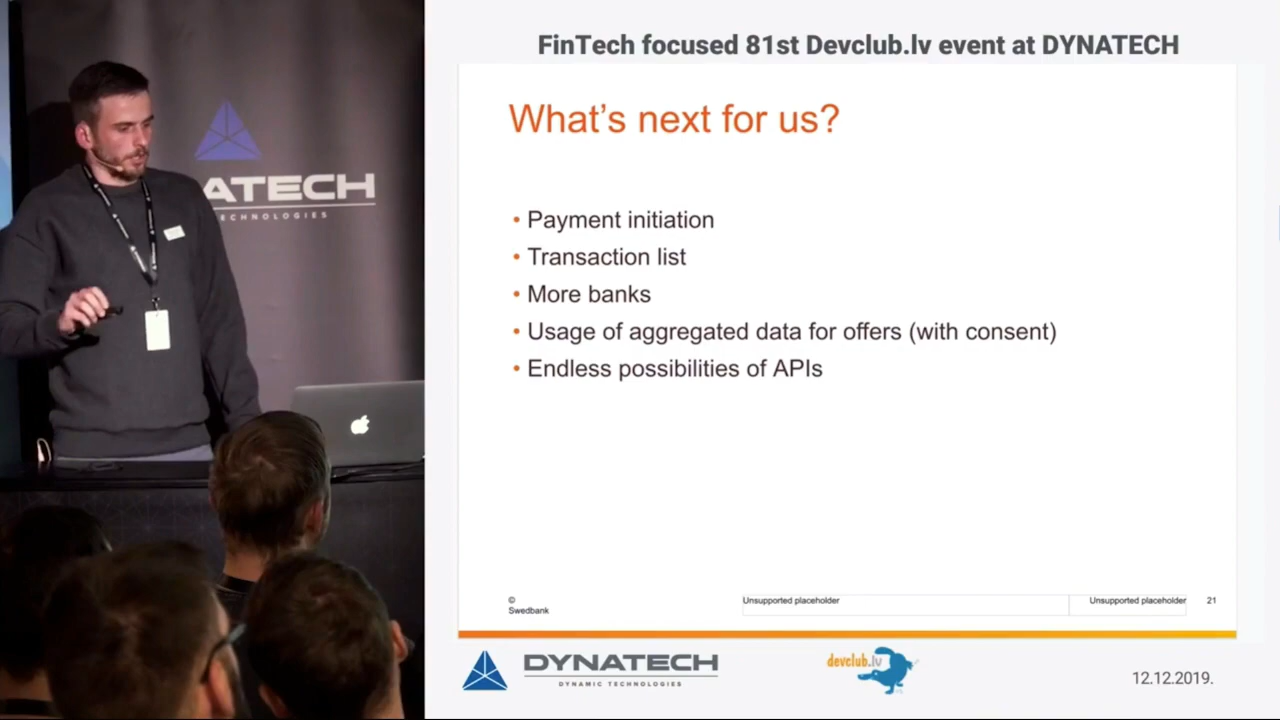 FinTech focused 81st Devclub.lv event at DYNATECH
ATECH
ECHNOLOGIES
What's next for us?
• Payment initiation
• Transaction list
• More banks
• Usage of aggregated data for offers (with consent)
• Endless possibilities of APIs
©
Swedbank
Unsupported placeholder
Unsupported placeholder
21
DYNATECH
DYNAMIC TECHNOLOGIES
devclub.lv
12.12.2019.